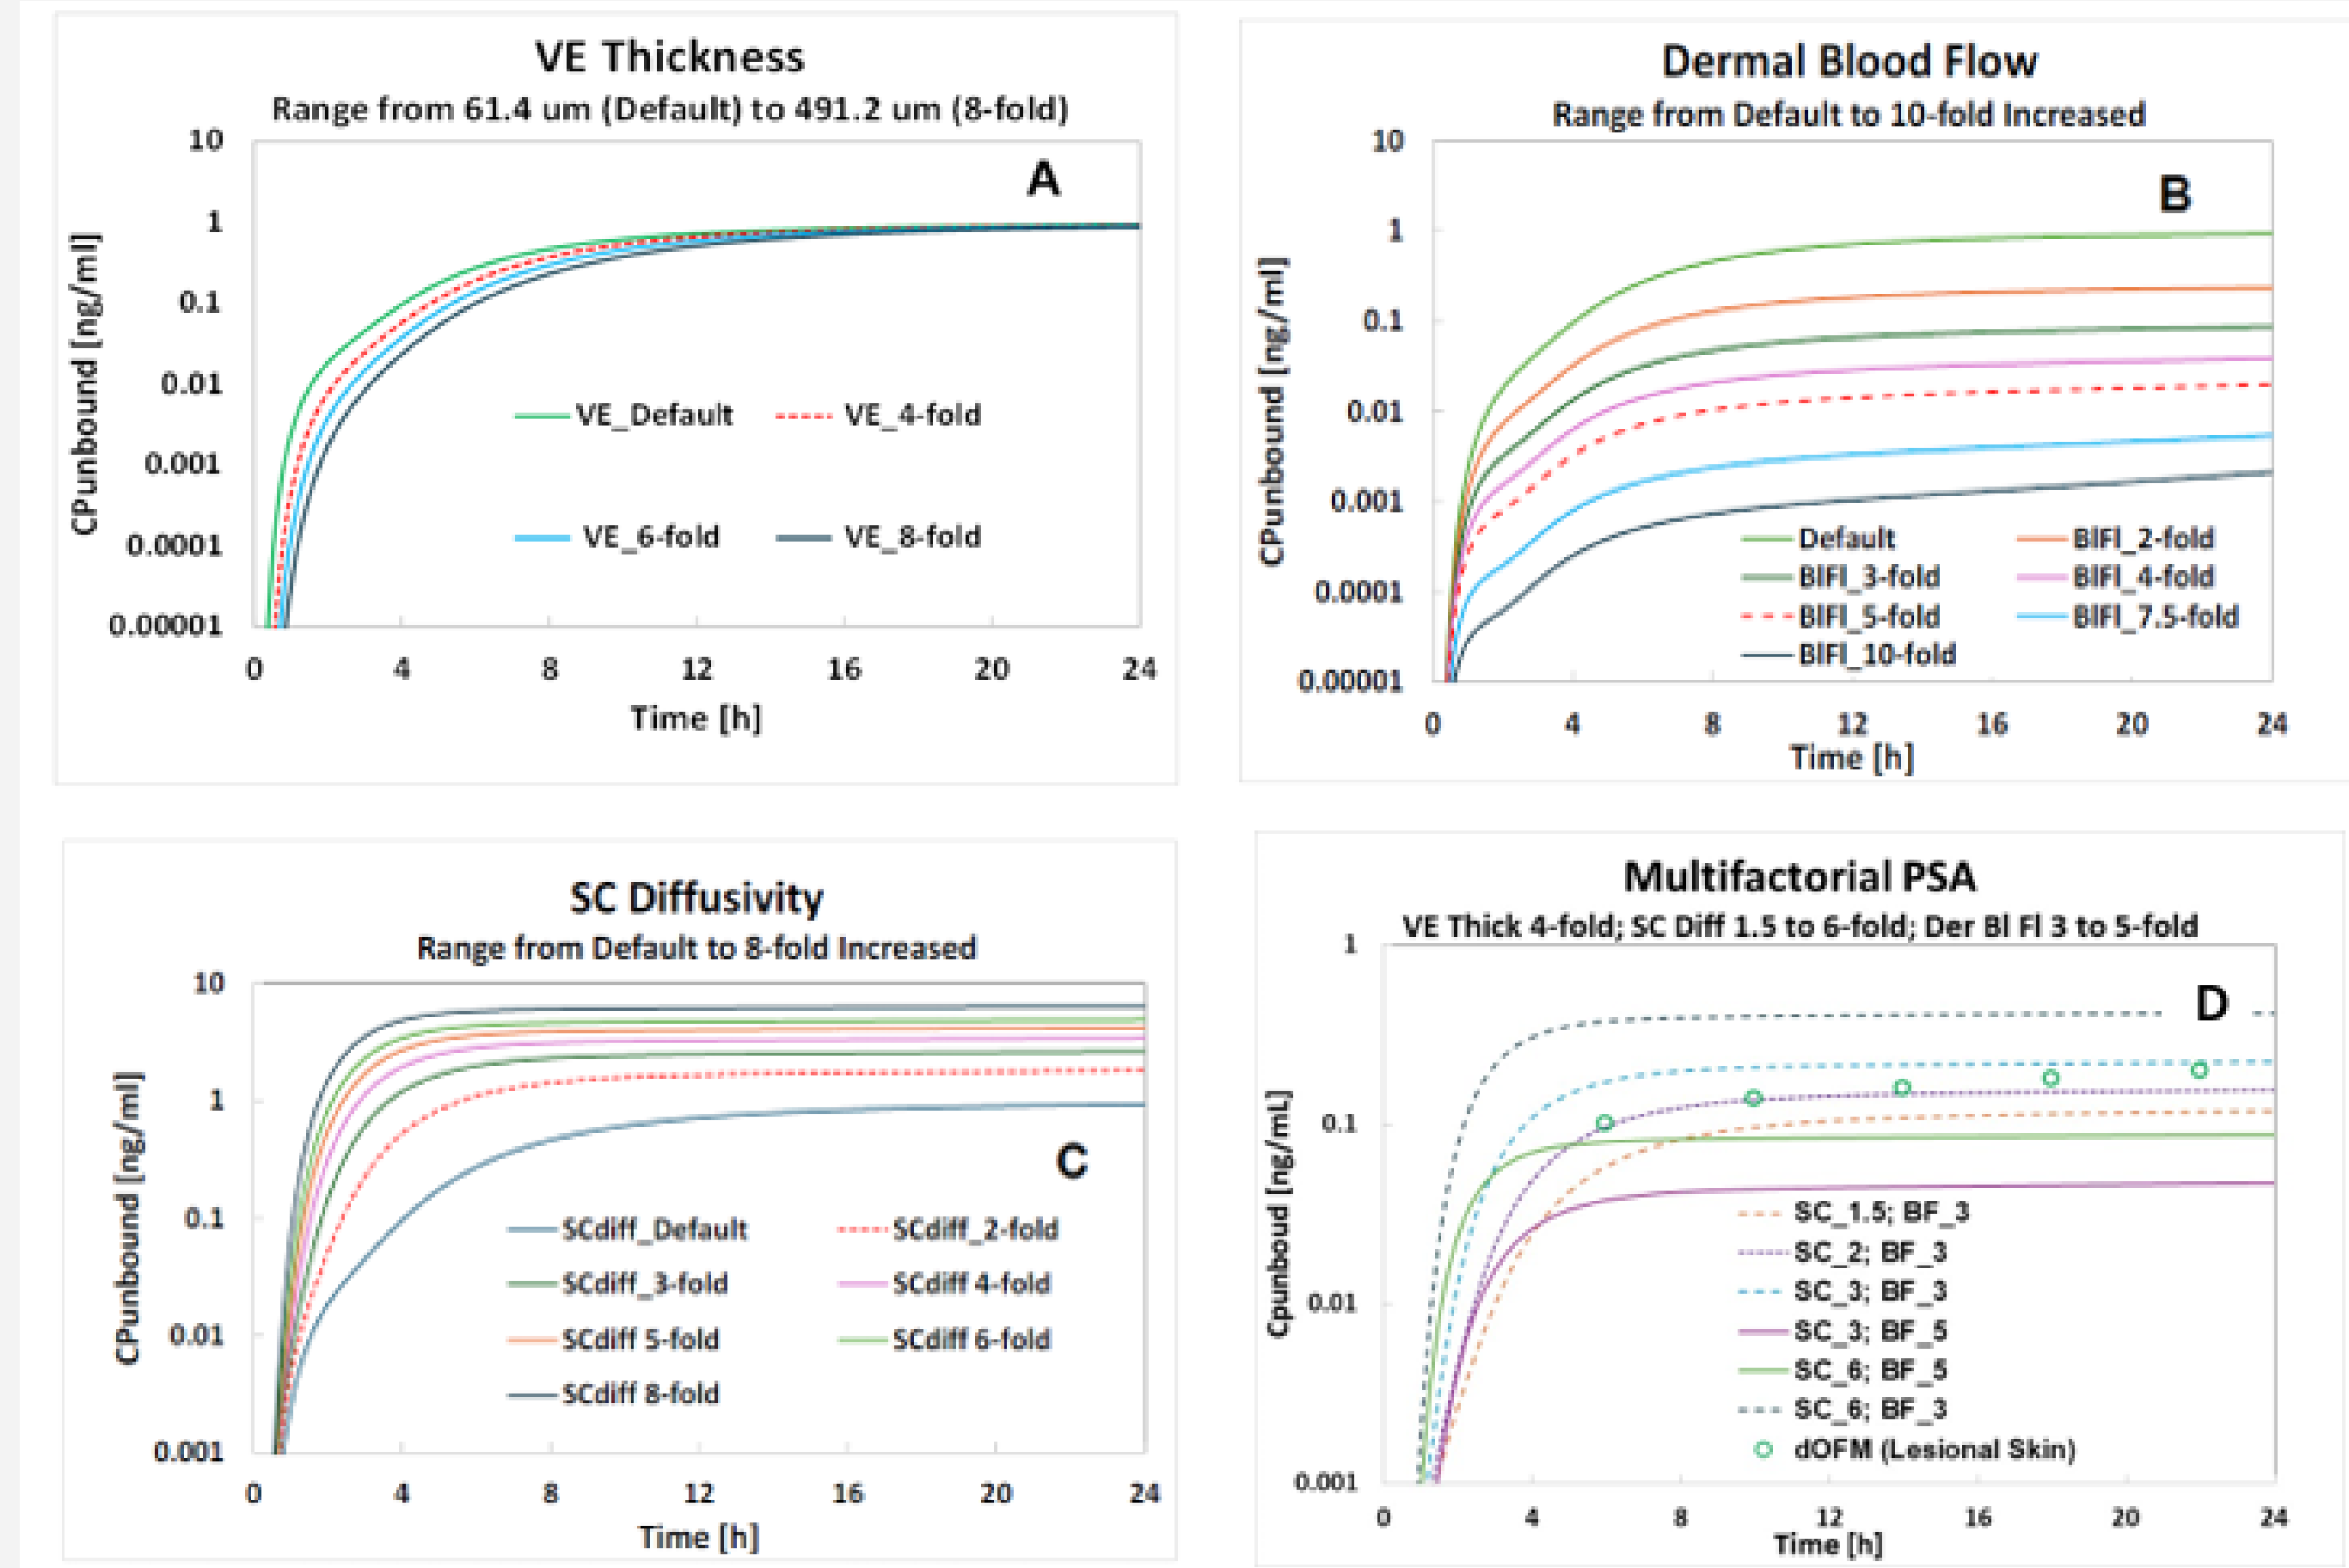 VE Thickness
Range from 61.4 um (Default) to 491.2 um (8-fold)
A
10
1
0.1
0.01
0.001
0.0001
0.00001
CPunbound [ng/ml]
VE_Default
VE_4-fold
VE_6-fold
VE_8-fold
0 4 8 12 16 20 24
Time [h]
Dermal Blood Flow
Range from Default to 10-fold Increased
B
10
1
0.1
0.01
0.001
0.0001
0.00001
CPunbound [ng/ml]
Default
BlFl_2-fold
BlFl_3-fold
BlFl_4-fold
BlFl_5-fold
BlFl_7.5-fold
BlFl_10-fold
0 4 8 12 16 20 24
Time [h]
SC Diffusivity
Range from Default to 8-fold Increased
C
10
1
0.1
0.01
0.001
CPunbound [ng/ml]
SCdiff_Default
SCdiff_2-fold
SCdiff_3-fold
SCdiff 4-fold
SCdiff 5-fold
SCdiff 6-fold
SCdiff 8-fold
0 4 8 12 16 20 24
Time [h]
Multifactorial PSA
VE Thick 4-fold; SC Diff 1.5 to 6-fold; Der Bl Fl 3 to 5-fold
D
1
0.1
0.01
0.001
Cpunbound [ng/mL]
SC_1.5; BF_3
SC_2; BF_3
SC_3; BF_3
SC_3; BF_5
SC_6; BF_5
SC_6; BF_3
dOFM (Lesional Skin)
0 4 8 12 16 20 24
Time [h]